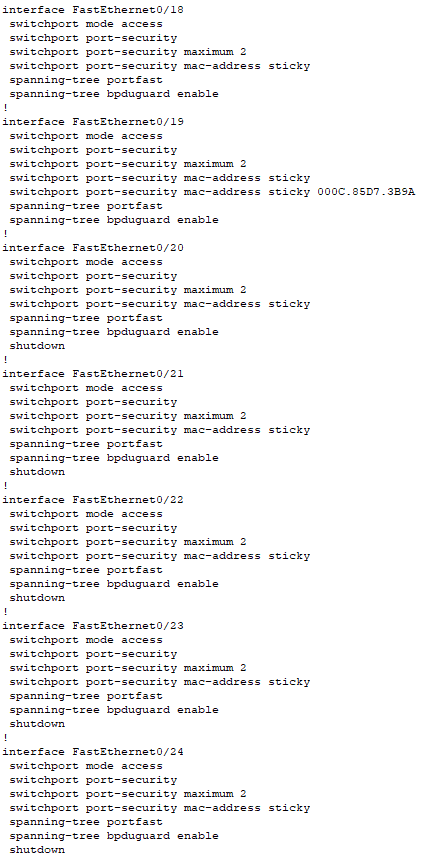 interface FastEthernet0/18
 switchport mode access
 switchport port-security
 switchport port-security maximum 2
 switchport port-security mac-address sticky
 spanning-tree portfast
 spanning-tree bpduguard enable
!
interface FastEthernet0/19
 switchport mode access
 switchport port-security
 switchport port-security maximum 2
 switchport port-security mac-address sticky
 switchport port-security mac-address sticky 000C.85D7.3B9A
 spanning-tree portfast
 spanning-tree bpduguard enable
!
interface FastEthernet0/20
 switchport mode access
 switchport port-security
 switchport port-security maximum 2
 switchport port-security mac-address sticky
 spanning-tree portfast
 spanning-tree bpduguard enable
 shutdown
!
interface FastEthernet0/21
 switchport mode access
 switchport port-security
 switchport port-security maximum 2
 switchport port-security mac-address sticky
 spanning-tree portfast
 spanning-tree bpduguard enable
 shutdown
!
interface FastEthernet0/22
 switchport mode access
 switchport port-security
 switchport port-security maximum 2
 switchport port-security mac-address sticky
 spanning-tree portfast
 spanning-tree bpduguard enable
 shutdown
!
interface FastEthernet0/23
 switchport mode access
 switchport port-security
 switchport port-security maximum 2
 switchport port-security mac-address sticky
 spanning-tree portfast
 spanning-tree bpduguard enable
 shutdown
!
interface FastEthernet0/24
 switchport mode access
 switchport port-security
 switchport port-security maximum 2
 switchport port-security mac-address sticky
 spanning-tree portfast
 spanning-tree bpduguard enable
 shutdown